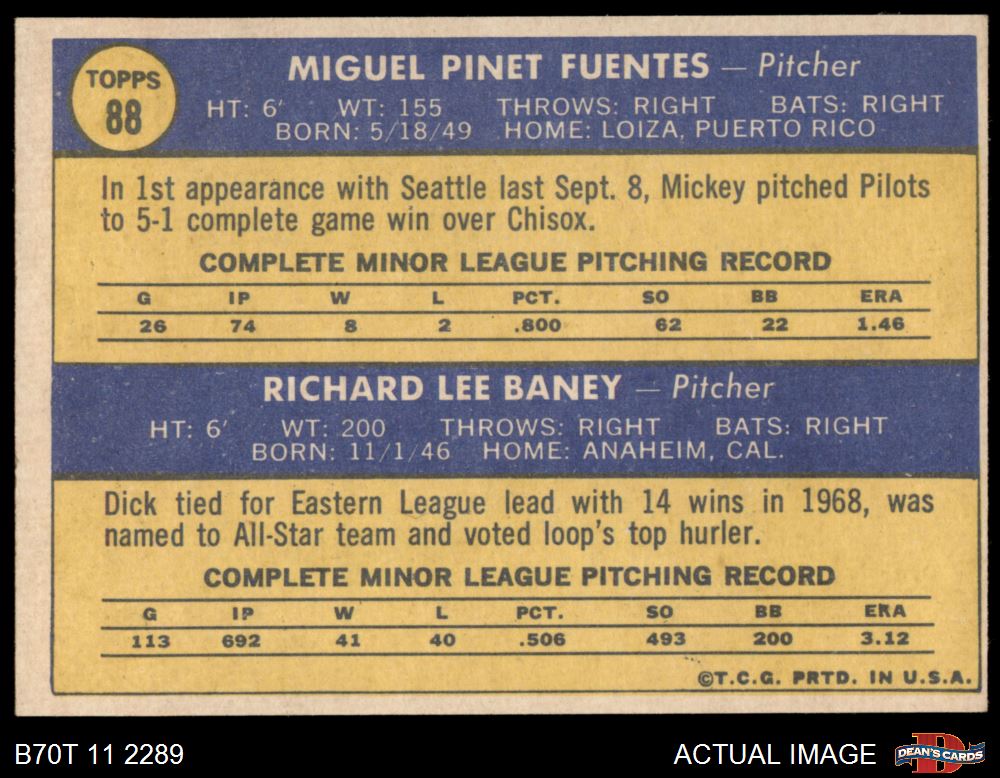 TOPPS
88
MIGUEL PINET FUENTES — Pitcher
HT: 6' WT: 155 THROWS: RIGHT BATS: RIGHT
BORN: 5/18/49 HOME: LOIZA, PUERTO RICO
In 1st appearance with Seattle last Sept. 8, Mickey pitched Pilots
to 5-1 complete game win over Chisox.
COMPLETE MINOR LEAGUE PITCHING RECORD
G IP W L PCT. SO BB ERA
26 74 8 2 .800 62 22 1.46
RICHARD LEE BANEY — Pitcher
HT: 6' WT: 200 THROWS: RIGHT BATS: RIGHT
BORN: 11/1/46 HOME: ANAHEIM, CAL.
Dick tied for Eastern League lead with 14 wins in 1968, was
named to All-Star team and voted loop's top hurler.
COMPLETE MINOR LEAGUE PITCHING RECORD
G IP W L PCT. SO BB ERA
113 692 41 40 .506 493 200 3.12
©T.C.G. PRTD. IN U.S.A.
B70T 11 2289 ACTUAL IMAGE DEAN'S CARDS